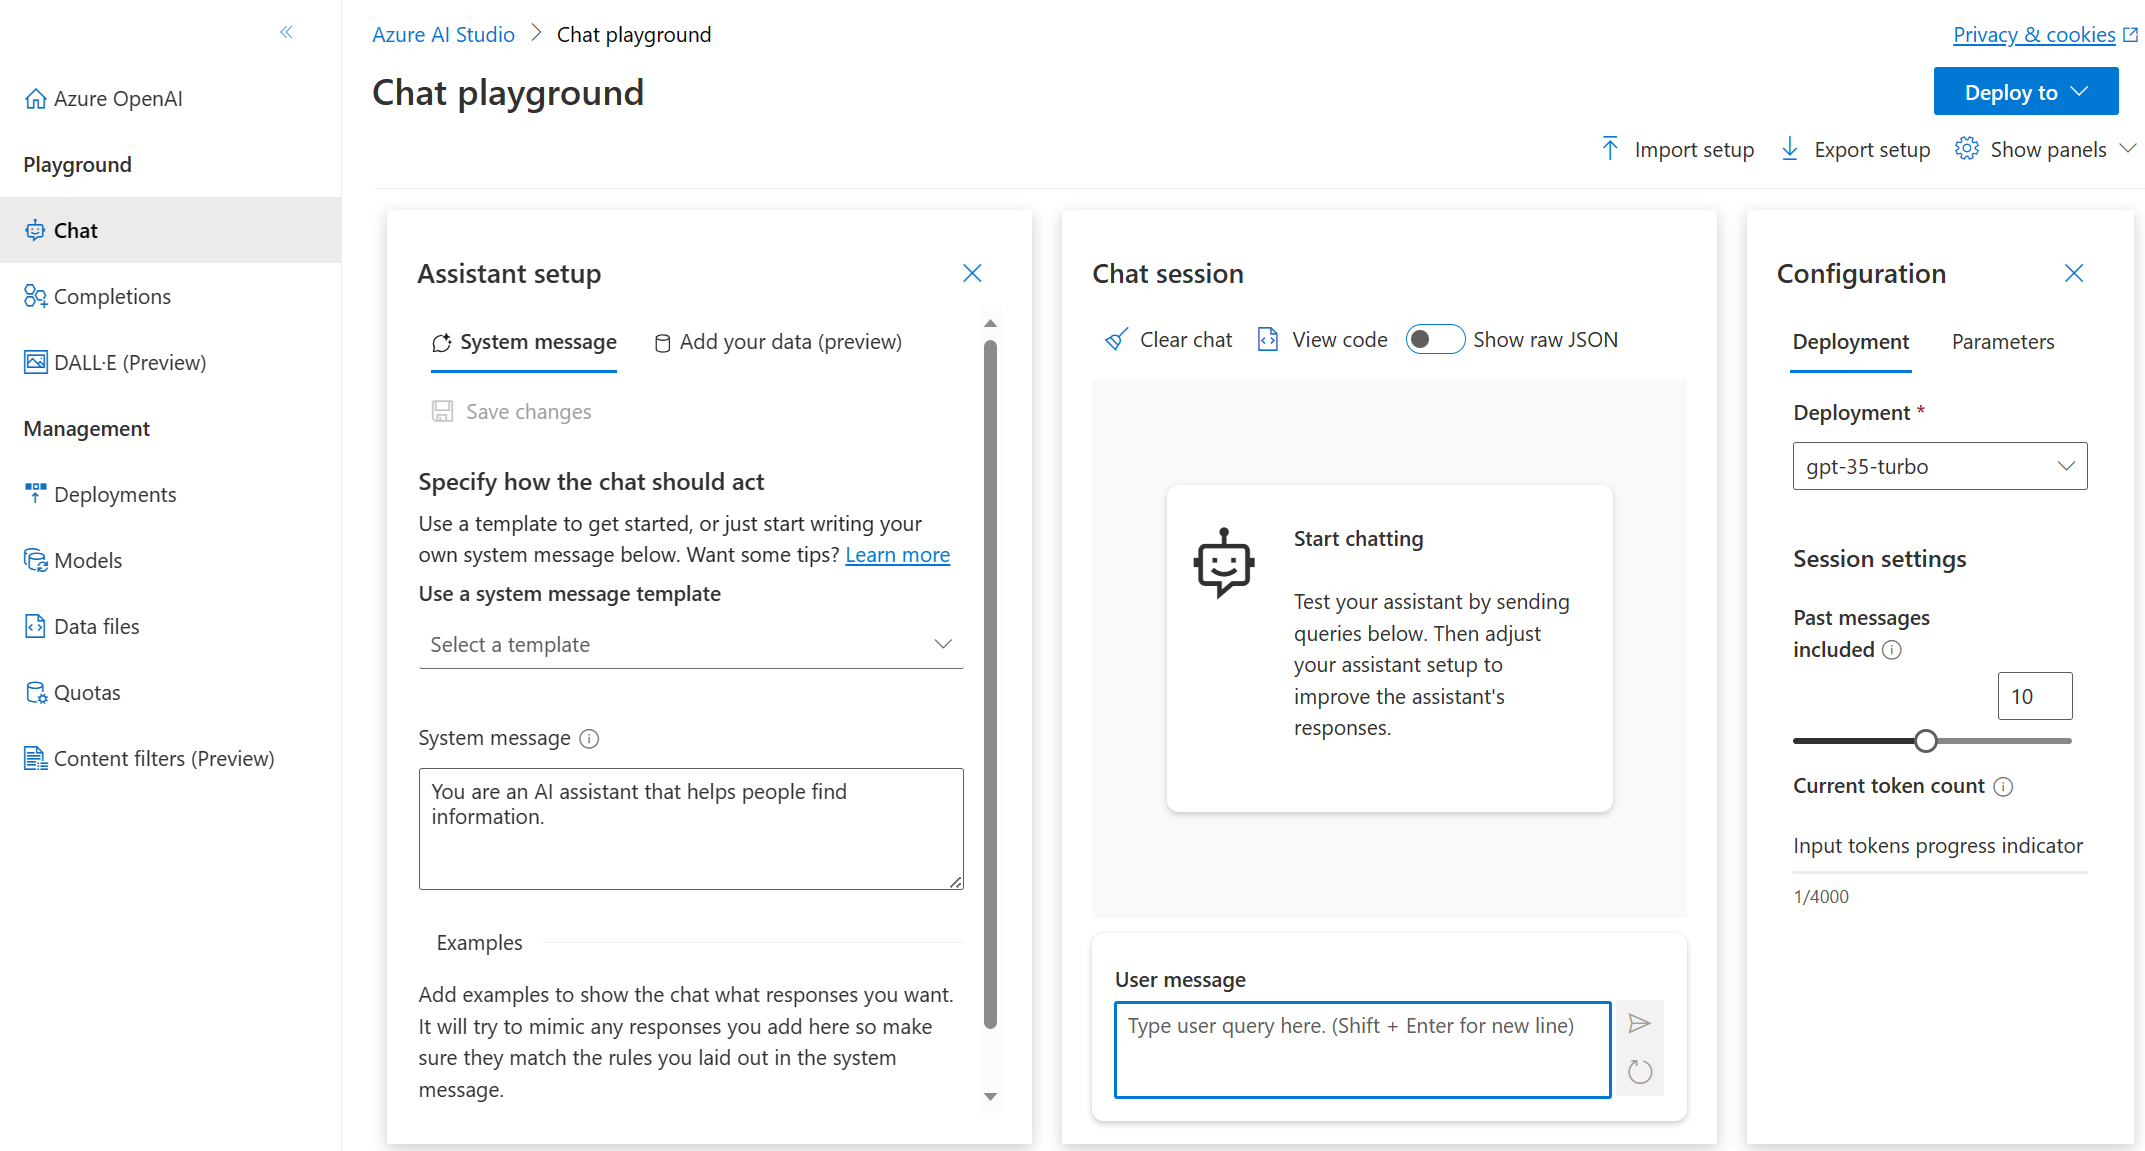 Azure OpenAI
Playground
Chat
Completions
DALL·E (Preview)
Management
Deployments
Models
Data files
Quotas
Content filters (Preview)
Azure AI Studio > Chat playground
Privacy & cookies
Chat playground
Deploy to
Import setup
Export setup
Show panels
Assistant setup
System message
Add your data (preview)
Save changes
Specify how the chat should act
Use a template to get started, or just start writing your
own system message below. Want some tips? Learn more
Use a system message template
Select a template
System message
You are an AI assistant that helps people find
information.
Examples
Add examples to show the chat what responses you want.
It will try to mimic any responses you add here so make
sure they match the rules you laid out in the system
message.
Chat session
Clear chat
View code
Show raw JSON
Start chatting
Test your assistant by sending
queries below. Then adjust
your assistant setup to
improve the assistant's
responses.
User message
Type user query here. (Shift + Enter for new line)
Configuration
Deployment
Parameters
Deployment *
gpt-35-turbo
Session settings
Past messages
included
10
Current token count
Input tokens progress indicator
1/4000